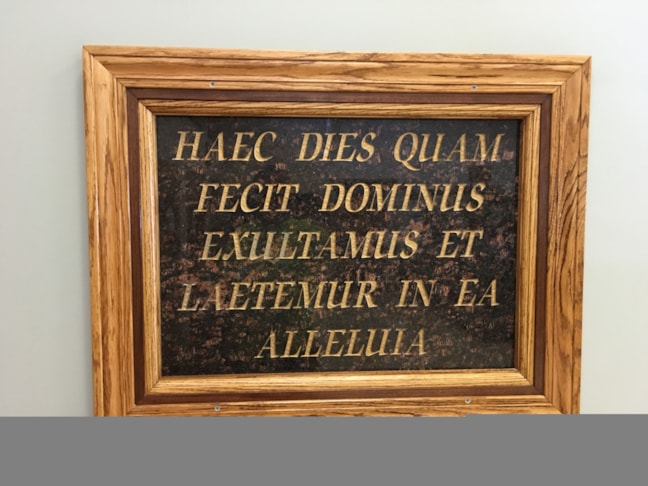 HAEC DIES QUAM
FECIT DOMINUS
EXULTAMUS ET
LAETEMUR IN EA
ALLELUIA